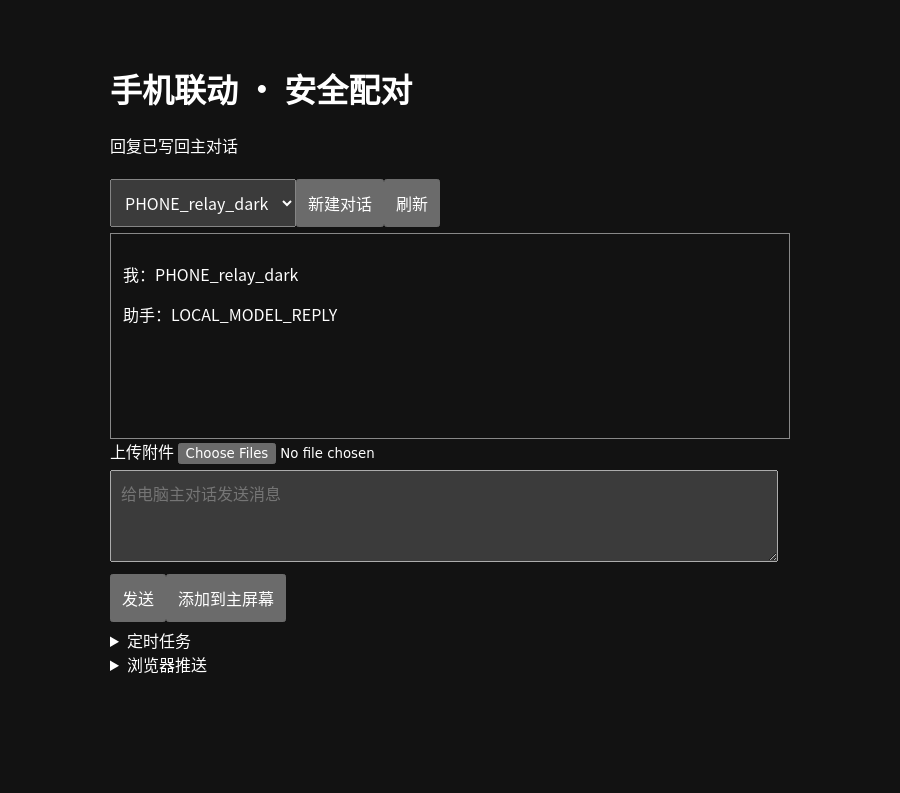 手机联动 · 安全配对
回复已写回主对话
PHONE_relay_dark 新建对话 刷新
我：PHONE_relay_dark
助手：LOCAL_MODEL_REPLY
上传附件 Choose Files No file chosen
给电脑主对话发送消息
发送 添加到主屏幕
定时任务
浏览器推送